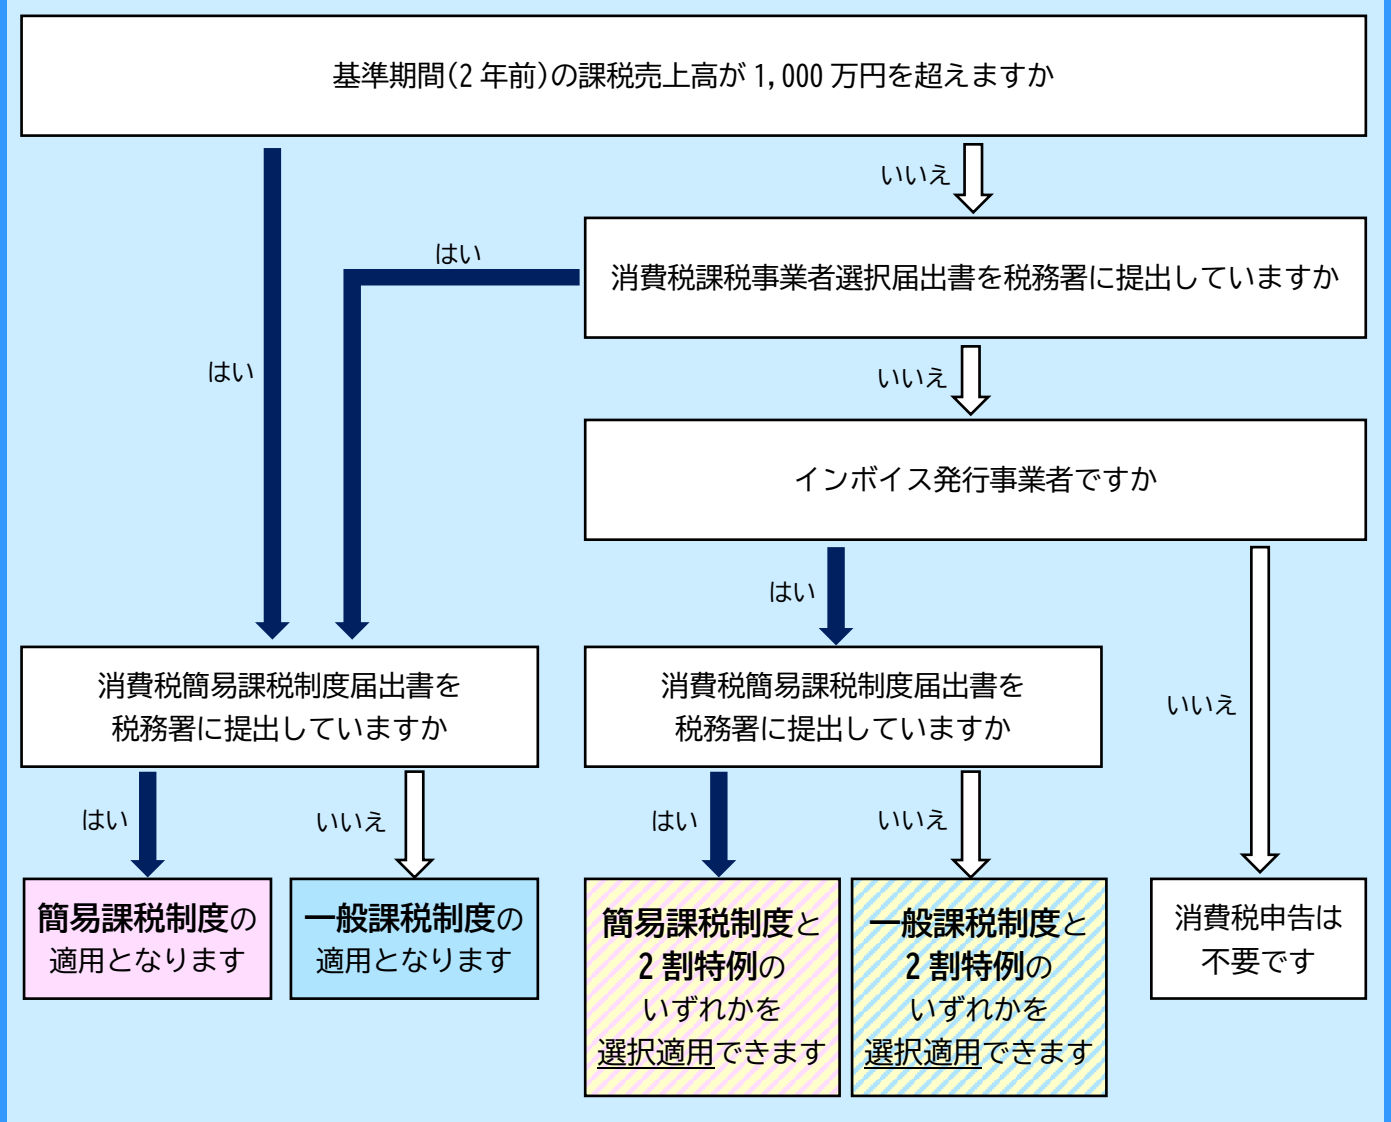 基準期間(2年前)の課税売上高が1,000万円を超えますか
いいえ
はい
消費税課税事業者選択届出書を税務署に提出していますか
はい
いいえ
インボイス発行事業者ですか
はい
消費税簡易課税制度届出書を
税務署に提出していますか
消費税簡易課税制度届出書を
税務署に提出していますか
いいえ
はい
いいえ
はい
いいえ
簡易課税制度の
適用となります
一般課税制度の
適用となります
簡易課税制度と
2割特例の
いずれかを
選択適用できます
一般課税制度と
2割特例の
いずれかを
選択適用できます
消費税申告は
不要です